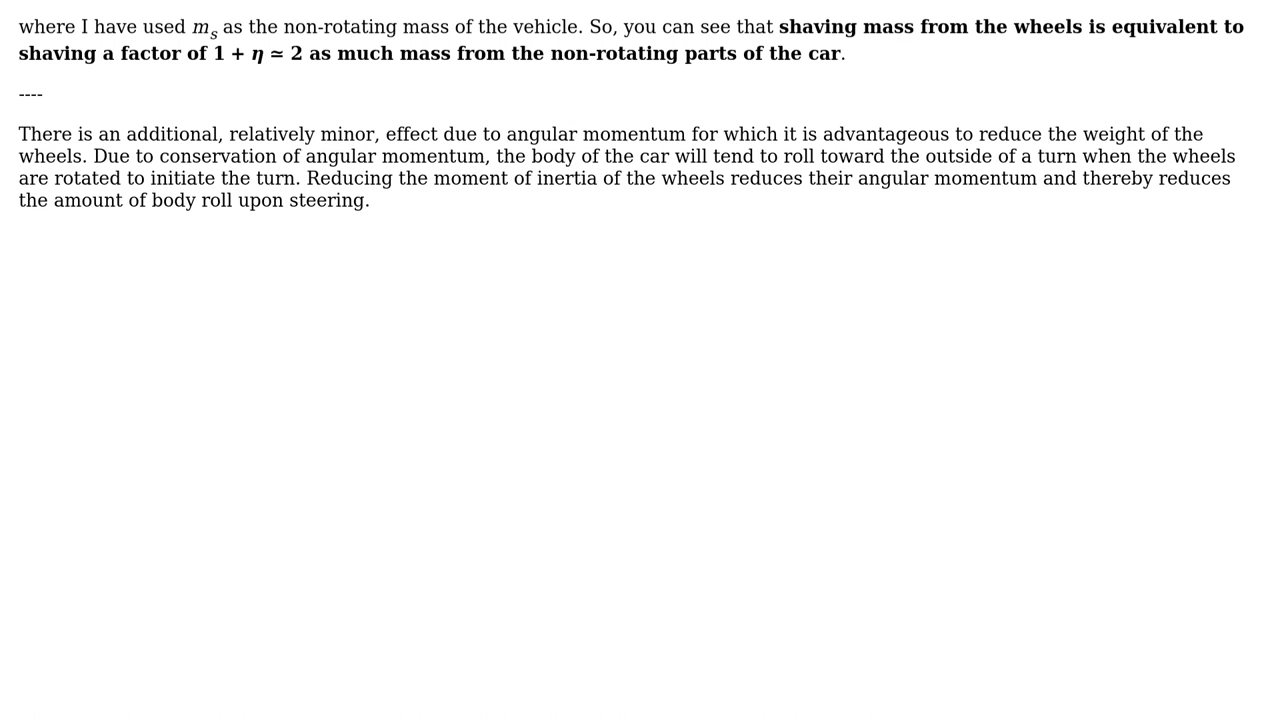 where I have used mₛ as the non-rotating mass of the vehicle. So, you can see that shaving mass from the wheels is equivalent to
shaving a factor of 1 + η ≃ 2 as much mass from the non-rotating parts of the car.
----
There is an additional, relatively minor, effect due to angular momentum for which it is advantageous to reduce the weight of the
wheels. Due to conservation of angular momentum, the body of the car will tend to roll toward the outside of a turn when the wheels
are rotated to initiate the turn. Reducing the moment of inertia of the wheels reduces their angular momentum and thereby reduces
the amount of body roll upon steering.